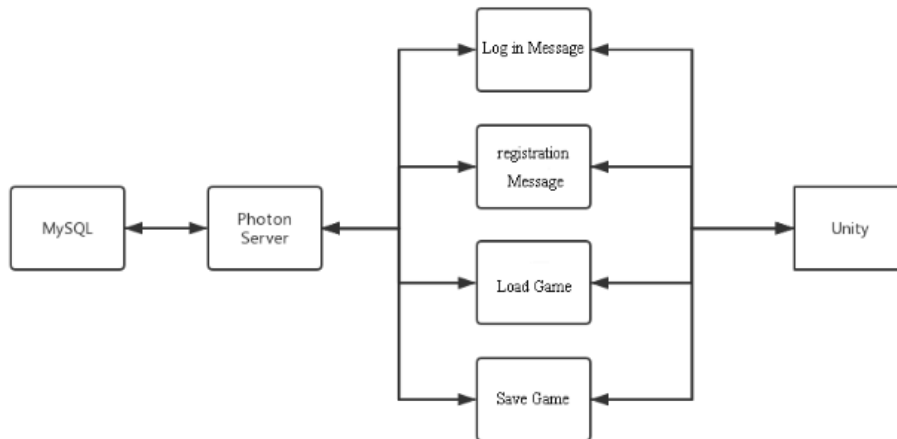 Log in Message
registration
Message
MySQL
Photon
Server
Unity
Load Game
Save Game